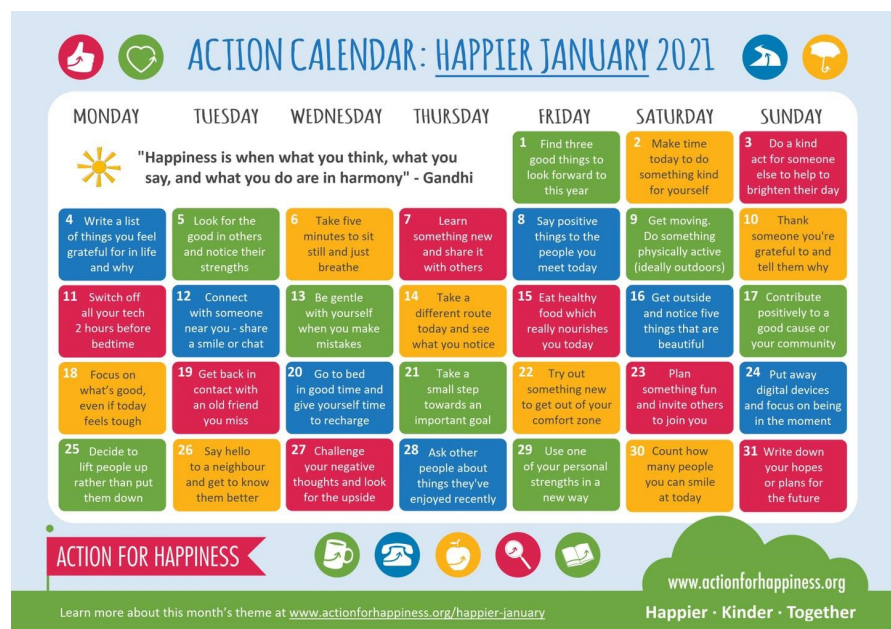 ACTION CALENDAR: HAPPIER JANUARY 2021
MONDAY TUESDAY WEDNESDAY THURSDAY FRIDAY SATURDAY SUNDAY
"Happiness is when what you think, what you
say, and what you do are in harmony" - Gandhi
1 Find three
good things to
look forward to
this year
2 Make time
today to do
something kind
for yourself
3 Do a kind
act for someone
else to help to
brighten their day
4 Write a list
of things you feel
grateful for in life
and why
5 Look for the
good in others
and notice their
strengths
6 Take five
minutes to sit
still and just
breathe
7 Learn
something new
and share it
with others
8 Say positive
things to the
people you
meet today
9 Get moving.
Do something
physically active
(ideally outdoors)
10 Thank
someone you're
grateful to and
tell them why
11 Switch off
all your tech
2 hours before
bedtime
12 Connect
with someone
near you - share
a smile or chat
13 Be gentle
with yourself
when you make
mistakes
14 Take a
different route
today and see
what you notice
15 Eat healthy
food which
really nourishes
you today
16 Get outside
and notice five
things that are
beautiful
17 Contribute
positively to a
good cause or
your community
18 Focus on
what's good,
even if today
feels tough
19 Get back in
contact with
an old friend
you miss
20 Go to bed
in good time and
give yourself time
to recharge
21 Take a
small step
towards an
important goal
22 Try out
something new
to get out of your
comfort zone
23 Plan
something fun
and invite others
to join you
24 Put away
digital devices
and focus on being
in the moment
25 Decide to
lift people up
rather than put
them down
26 Say hello
to a neighbour
and get to know
them better
27 Challenge
your negative
thoughts and look
for the upside
28 Ask other
people about
things they've
enjoyed recently
29 Use one
of your personal
strengths in a
new way
30 Count how
many people
you can smile
at today
31 Write down
your hopes
or plans for
the future
ACTION FOR HAPPINESS
www.actionforhappiness.org
Learn more about this month's theme at www.actionforhappiness.org/happier-january
Happier · Kinder · Together